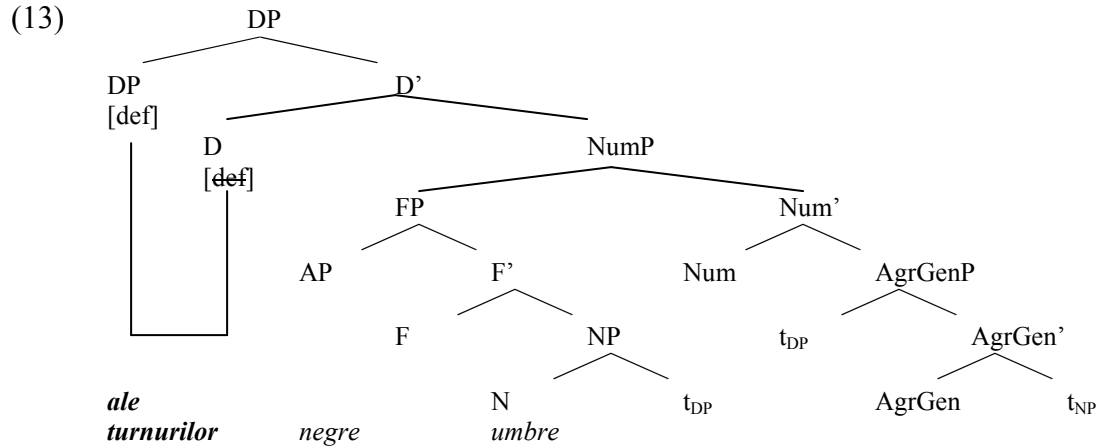 (13) DP
DP D’
[def]
D NumP
[def]
FP Num’
AP F’ Num AgrGenP
F NP t_DP AgrGen’
ale N t_DP AgrGen t_NP
turnurilor negre umbre